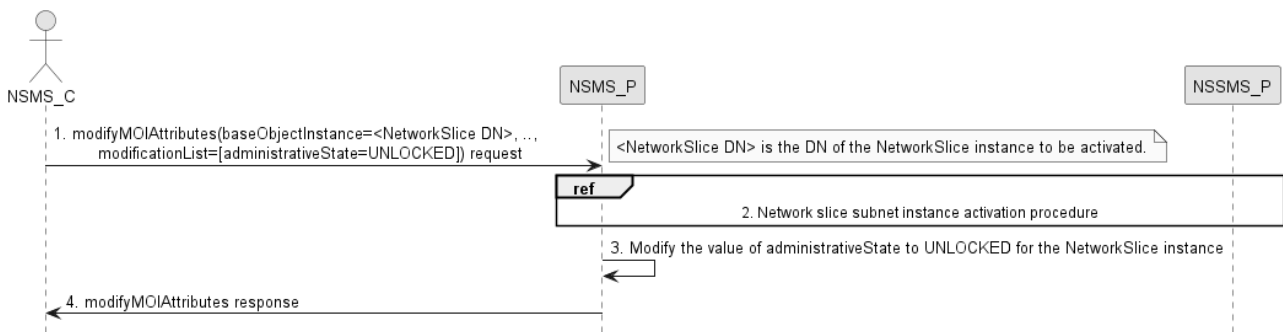 NSMS_C
NSMS_P
NSSMS_P
1. modifyMOIAttributes(baseObjectInstance=<NetworkSlice DN>, ..,
modificationList=[administrativeState=UNLOCKED]) request
<NetworkSlice DN> is the DN of the NetworkSlice instance to be activated.
ref
2. Network slice subnet instance activation procedure
3. Modify the value of administrativeState to UNLOCKED for the NetworkSlice instance
4. modifyMOIAttributes response